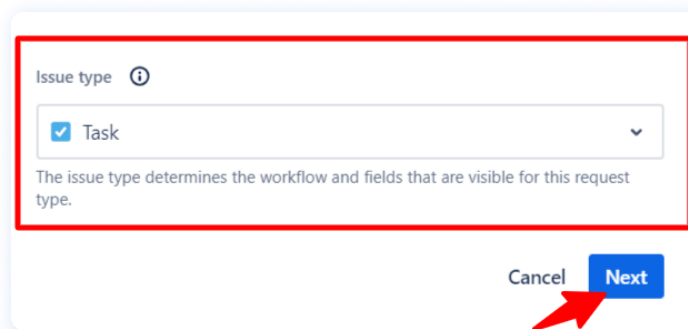 Issue type
Task
The issue type determines the workflow and fields that are visible for this request
type.
Cancel Next